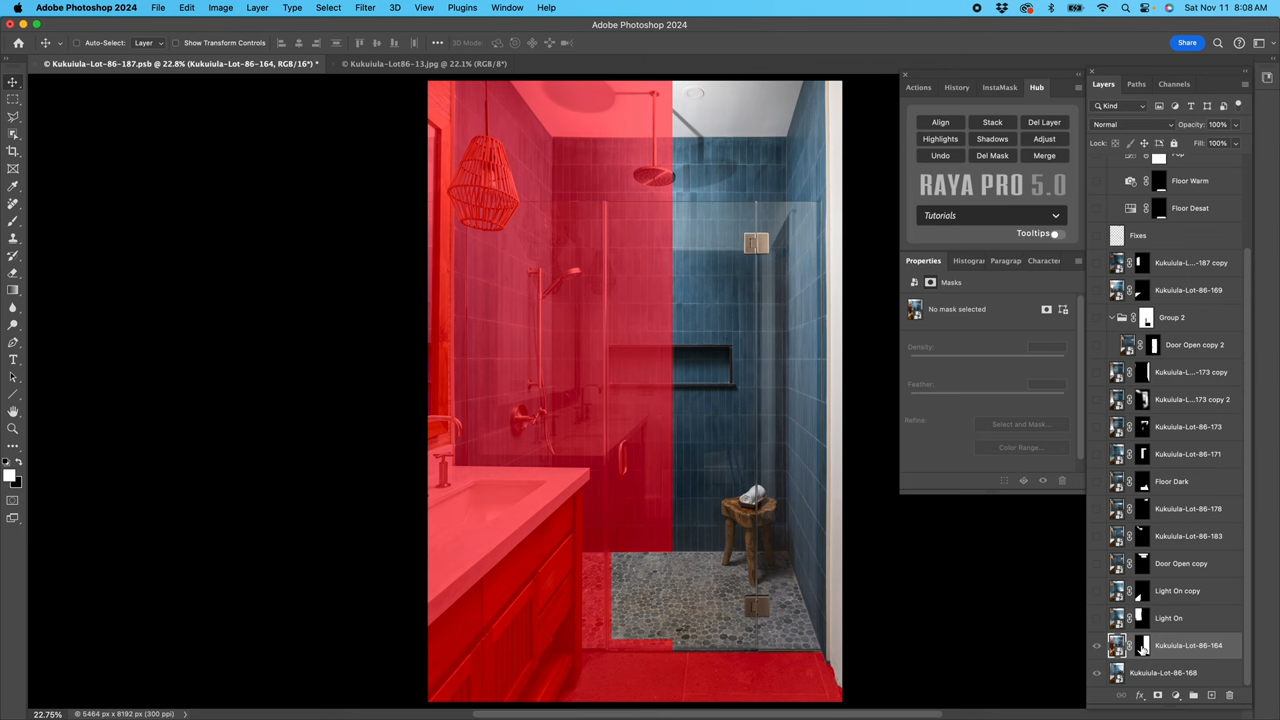 Adobe Photoshop 2024 File Edit Image Layer Type Select Filter 3D View Plugins Window Help Sat Nov 11 8:08 AM
Adobe Photoshop 2024
Auto-Select: Layer Show Transform Controls 3D Mode: Share
© Kukuiula-Lot-86-187.psb @ 22.8% (Kukuiula-Lot-86-164, RGB/16*) *
© Kukuiula-Lot86-13.jpg @ 22.1% (RGB/8*)
Actions History InstaMask Hub
Align Stack Del Layer
Highlights Shadows Adjust
Undo Del Mask Merge
RAYA PRO 5.0
Tutorials
Tooltips
Properties Histogra Paragrap Character
Masks
No mask selected
Density:
Feather:
Refine: Select and Mask...
Color Range...
Layers Paths Channels
Kind
Normal Opacity: 100%
Lock: Fill: 100%
Floor Warm
Floor Desat
Fixes
Kukuiula-L...-187 copy
Kukuiula-Lot-86-169
Group 2
Door Open copy 2
Kukuiula-L...-173 copy
Kukuiula-L...173 copy 2
Kukuiula-Lot-86-173
Kukuiula-Lot-86-171
Floor Dark
Kukuiula-Lot-86-178
Kukuiula-Lot-86-183
Door Open copy
Light On copy
Light On
Kukuiula-Lot-86-164
Kukuiula-Lot-86-168
22.75% 5464 px x 8192 px (300 ppi)